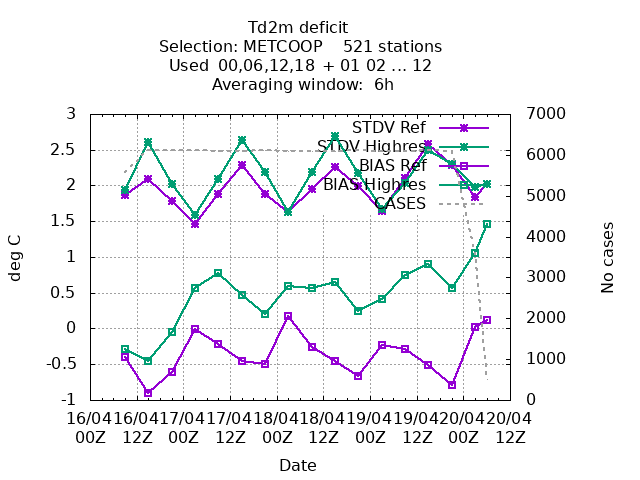 Td2m deficit
Selection: METCOOP    521 stations
Used  00,06,12,18 + 01 02 ... 12
Averaging window:  6h
STDV Ref
STDV Highres
BIAS Ref
BIAS Highres
CASES
3
2.5
2
1.5
1
0.5
0
-0.5
-1
deg C
7000
6000
5000
4000
3000
2000
1000
0
No cases
16/04 16/04 17/04 17/04 18/04 18/04 19/04 19/04 20/04 20/04
00Z 12Z 00Z 12Z 00Z 12Z 00Z 12Z 00Z 12Z
Date